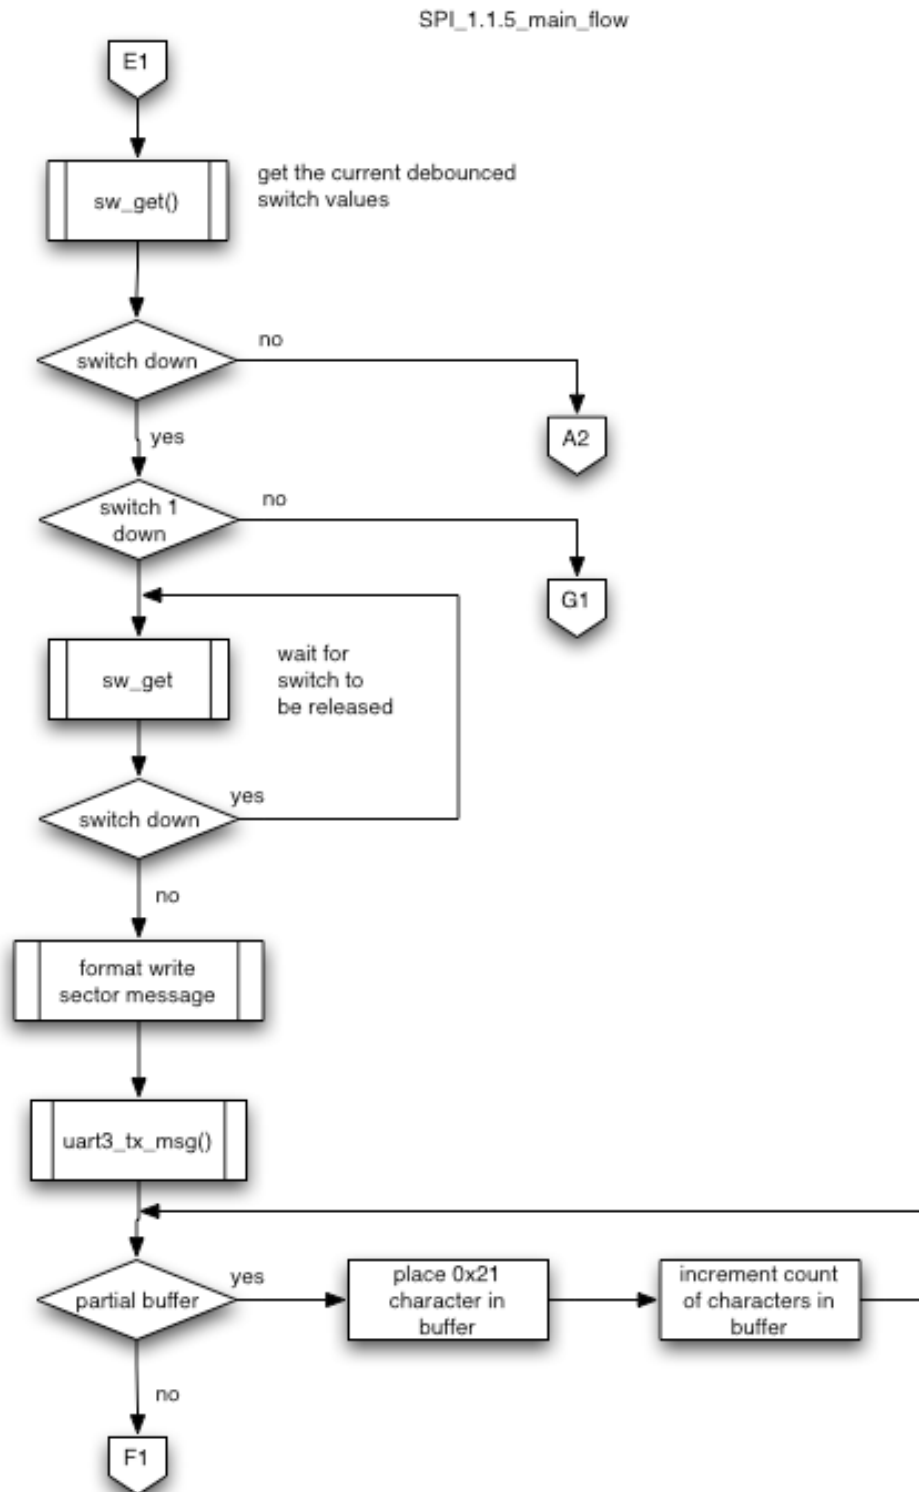 SPI_1.1.5_main_flow
E1
sw_get()
get the current debounced
switch values
switch down
no
A2
yes
switch 1
down
no
G1
sw_get
wait for
switch to
be released
switch down
yes
no
format write
sector message
uart3_tx_msg()
partial buffer
yes
place 0x21
character in
buffer
increment count
of characters in
buffer
no
F1